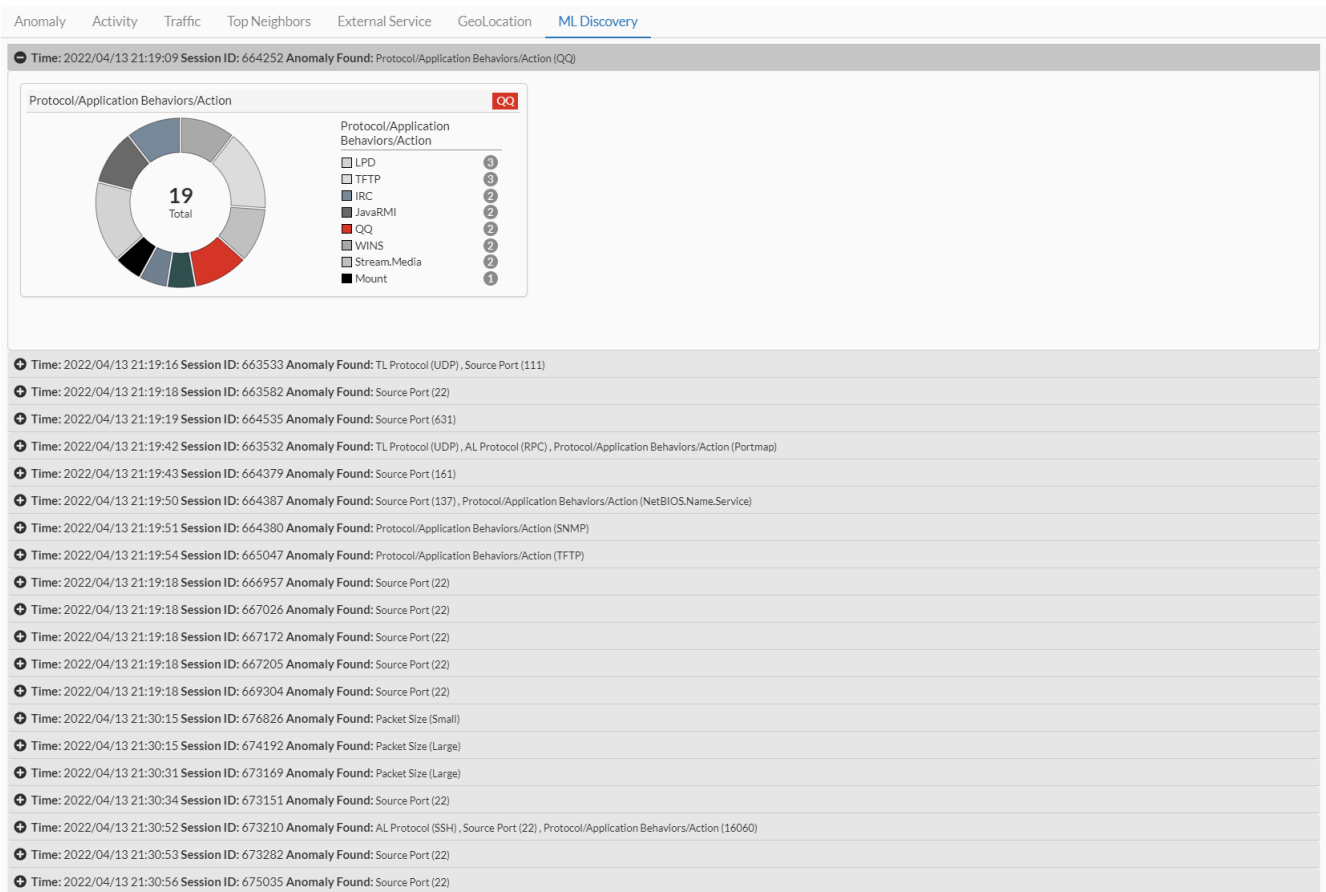 Anomaly Activity Traffic Top Neighbors External Service GeoLocation ML Discovery
Time: 2022/04/13 21:19:09 Session ID: 664252 Anomaly Found: Protocol/Application Behaviors/Action (QQ)
Protocol/Application Behaviors/Action QQ
19
Total
Protocol/Application
Behaviors/Action
LPD 3
TFTP 3
IRC 2
JavaRMI 2
QQ 2
WINS 2
Stream.Media 2
Mount 1
Time: 2022/04/13 21:19:16 Session ID: 663533 Anomaly Found: TL Protocol (UDP) , Source Port (111)
Time: 2022/04/13 21:19:18 Session ID: 663582 Anomaly Found: Source Port (22)
Time: 2022/04/13 21:19:19 Session ID: 664535 Anomaly Found: Source Port (631)
Time: 2022/04/13 21:19:42 Session ID: 663532 Anomaly Found: TL Protocol (UDP) , AL Protocol (RPC) , Protocol/Application Behaviors/Action (Portmap)
Time: 2022/04/13 21:19:43 Session ID: 664379 Anomaly Found: Source Port (161)
Time: 2022/04/13 21:19:50 Session ID: 664387 Anomaly Found: Source Port (137) , Protocol/Application Behaviors/Action (NetBIOS.Name.Service)
Time: 2022/04/13 21:19:51 Session ID: 664380 Anomaly Found: Protocol/Application Behaviors/Action (SNMP)
Time: 2022/04/13 21:19:54 Session ID: 665047 Anomaly Found: Protocol/Application Behaviors/Action (TFTP)
Time: 2022/04/13 21:19:18 Session ID: 666957 Anomaly Found: Source Port (22)
Time: 2022/04/13 21:19:18 Session ID: 667026 Anomaly Found: Source Port (22)
Time: 2022/04/13 21:19:18 Session ID: 667172 Anomaly Found: Source Port (22)
Time: 2022/04/13 21:19:18 Session ID: 667205 Anomaly Found: Source Port (22)
Time: 2022/04/13 21:19:18 Session ID: 669304 Anomaly Found: Source Port (22)
Time: 2022/04/13 21:30:15 Session ID: 676826 Anomaly Found: Packet Size (Small)
Time: 2022/04/13 21:30:15 Session ID: 674192 Anomaly Found: Packet Size (Large)
Time: 2022/04/13 21:30:31 Session ID: 673169 Anomaly Found: Packet Size (Large)
Time: 2022/04/13 21:30:34 Session ID: 673151 Anomaly Found: Source Port (22)
Time: 2022/04/13 21:30:52 Session ID: 673210 Anomaly Found: AL Protocol (SSH) , Source Port (22) , Protocol/Application Behaviors/Action (16060)
Time: 2022/04/13 21:30:53 Session ID: 673282 Anomaly Found: Source Port (22)
Time: 2022/04/13 21:30:56 Session ID: 675035 Anomaly Found: Source Port (22)